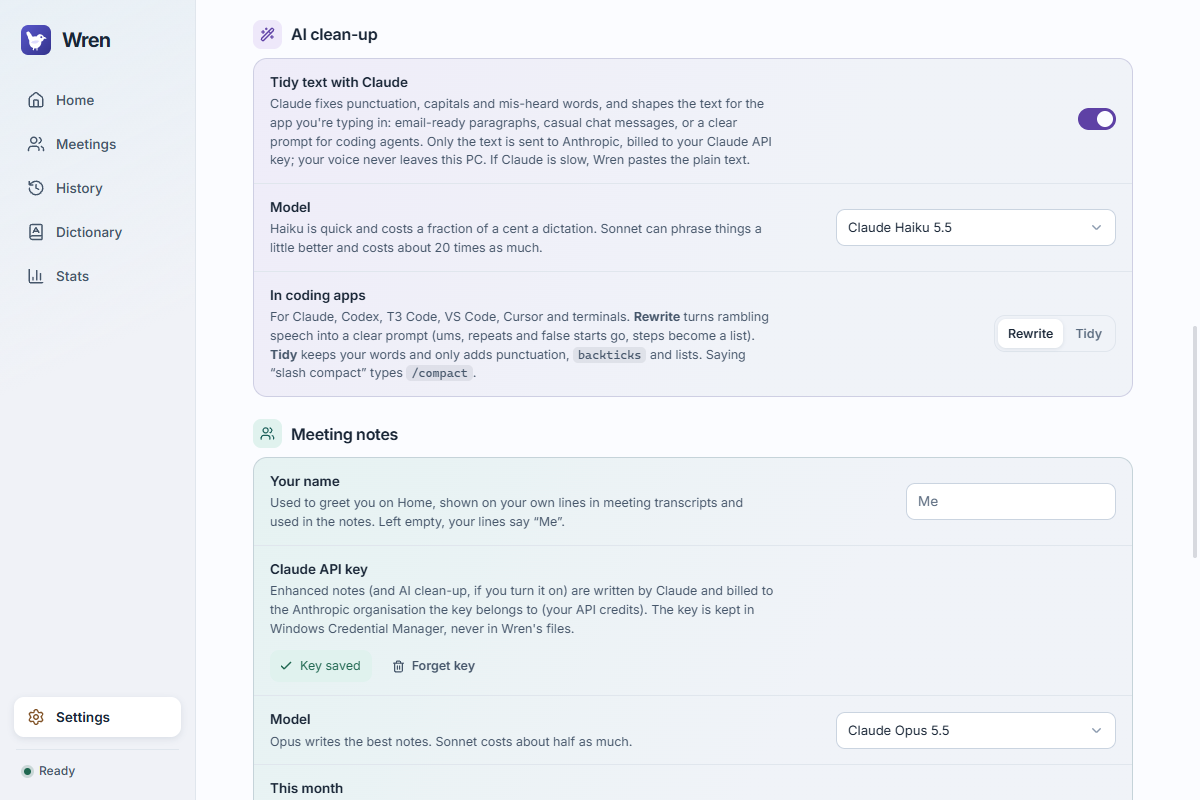 Wren
Home
Meetings
History
Dictionary
Stats
Settings
Ready
AI clean-up
Tidy text with Claude
Claude fixes punctuation, capitals and mis-heard words, and shapes the text for the
app you're typing in: email-ready paragraphs, casual chat messages, or a clear
prompt for coding agents. Only the text is sent to Anthropic, billed to your Claude API
key; your voice never leaves this PC. If Claude is slow, Wren pastes the plain text.
Model
Haiku is quick and costs a fraction of a cent a dictation. Sonnet can phrase things a
little better and costs about 20 times as much.
Claude Haiku 5.5
In coding apps
For Claude, Codex, T3 Code, VS Code, Cursor and terminals. Rewrite turns rambling
speech into a clear prompt (ums, repeats and false starts go, steps become a list).
Tidy keeps your words and only adds punctuation, backticks and lists. Saying
“slash compact” types /compact.
Rewrite Tidy
Meeting notes
Your name
Used to greet you on Home, shown on your own lines in meeting transcripts and
used in the notes. Left empty, your lines say “Me”.
Me
Claude API key
Enhanced notes (and AI clean-up, if you turn it on) are written by Claude and billed to
the Anthropic organisation the key belongs to (your API credits). The key is kept in
Windows Credential Manager, never in Wren's files.
Key saved Forget key
Model
Opus writes the best notes. Sonnet costs about half as much.
Claude Opus 5.5
This month